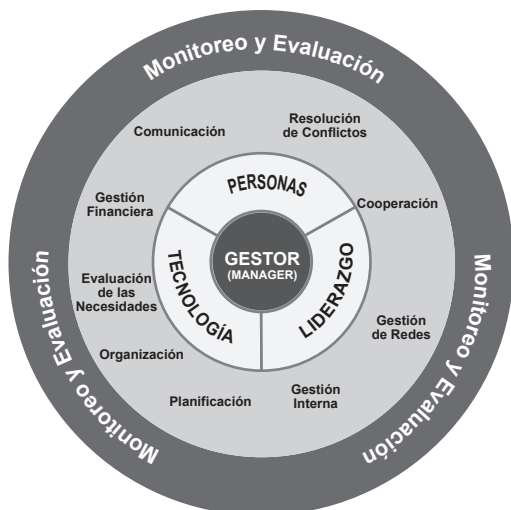 Monitoreo y Evaluación
Comunicación
Resolución
de Conflictos
Gestión
Financiera
Cooperación
PERSONAS
TECNOLOGÍA
LIDERAZGO
GESTOR
(MANAGER)
Evaluación
de las
Necesidades
Gestión
de Redes
Organización
Planificación
Gestión
Interna
Monitoreo y Evaluación
Monitoreo y Evaluación